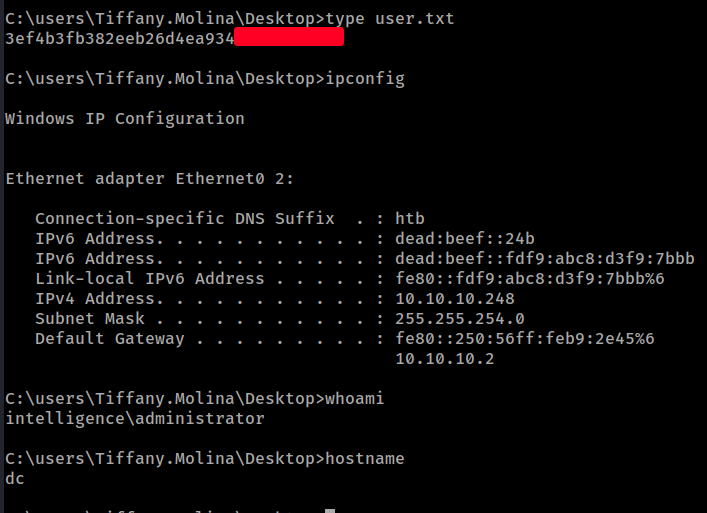 C:\users\Tiffany.Molina\Desktop>type user.txt
3ef4b3fb382eeb26d4ea934
C:\users\Tiffany.Molina\Desktop>ipconfig
Windows IP Configuration
Ethernet adapter Ethernet0 2:
Connection-specific DNS Suffix  . : htb
IPv6 Address. . . . . . . . . . . : dead:beef::24b
IPv6 Address. . . . . . . . . . . : dead:beef::fdf9:abc8:d3f9:7bbb
Link-local IPv6 Address . . . . . : fe80::fdf9:abc8:d3f9:7bbb%6
IPv4 Address. . . . . . . . . . . : 10.10.10.248
Subnet Mask . . . . . . . . . . . : 255.255.254.0
Default Gateway . . . . . . . . . : fe80::250:56ff:feb9:2e45%6
10.10.10.2
C:\users\Tiffany.Molina\Desktop>whoami
intelligence\administrator
C:\users\Tiffany.Molina\Desktop>hostname
dc